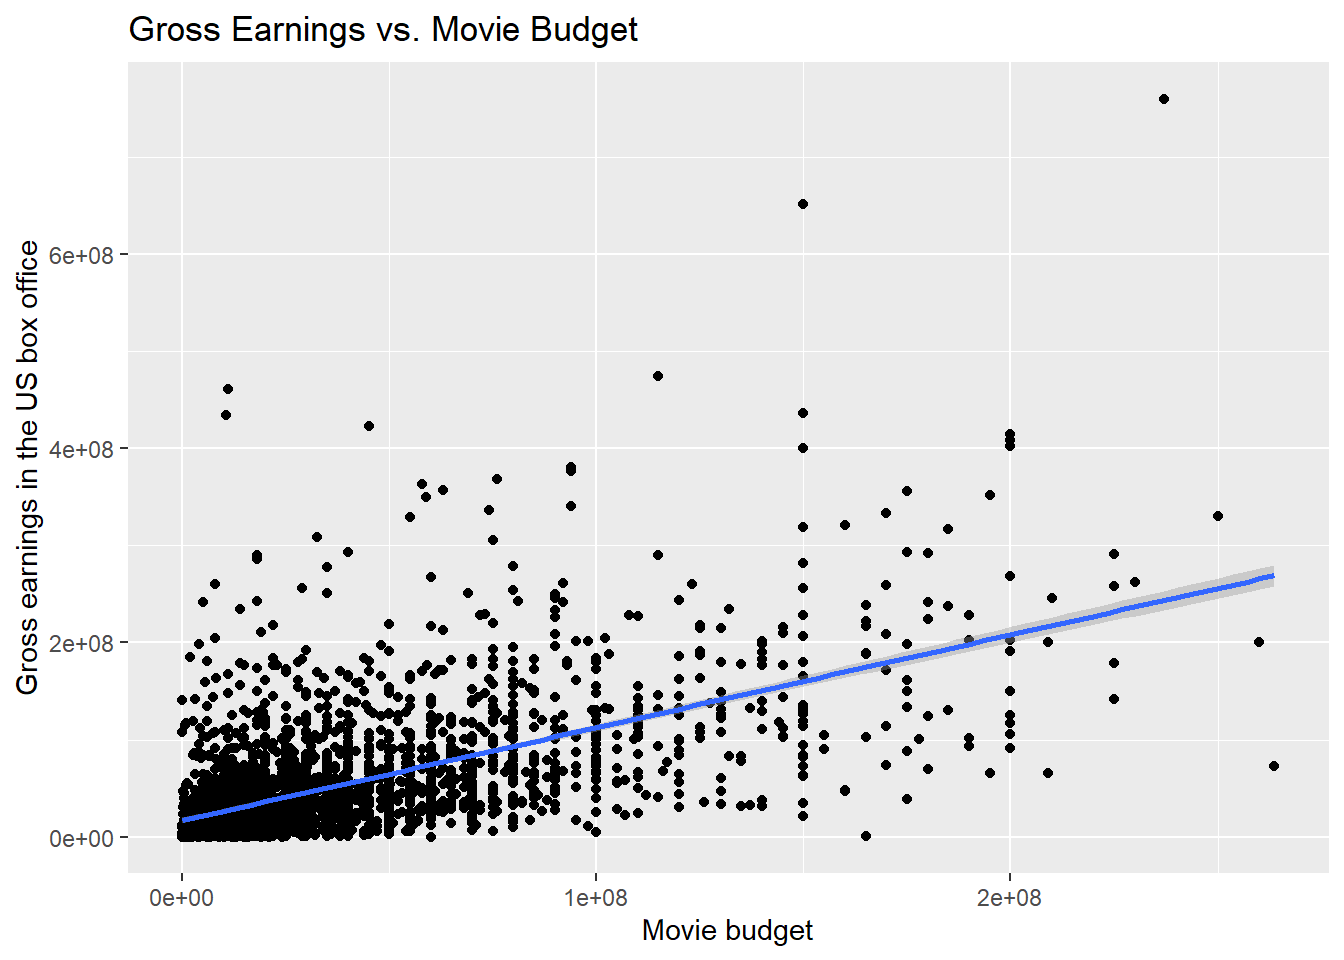 Gross Earnings vs. Movie Budget
Gross earnings in the US box office
6e+08
4e+08
2e+08
0e+00
0e+00 1e+08 2e+08
Movie budget